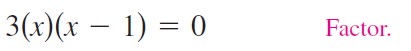 3(x)(x − 1) = 0 Factor.